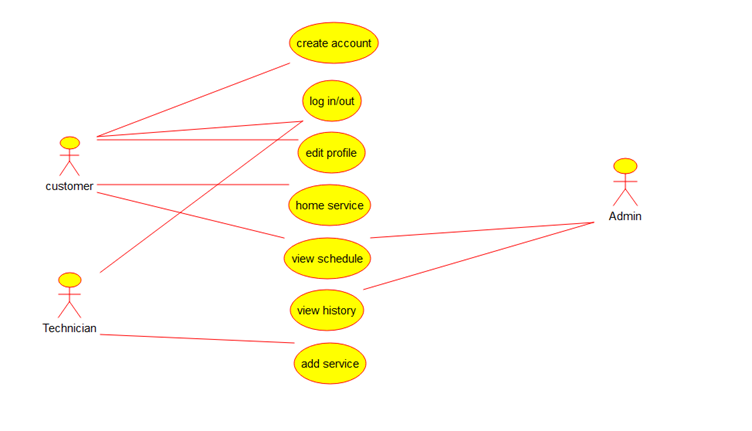 create account
log in/out
edit profile
customer
home service
Admin
view schedule
view history
Technician
add service